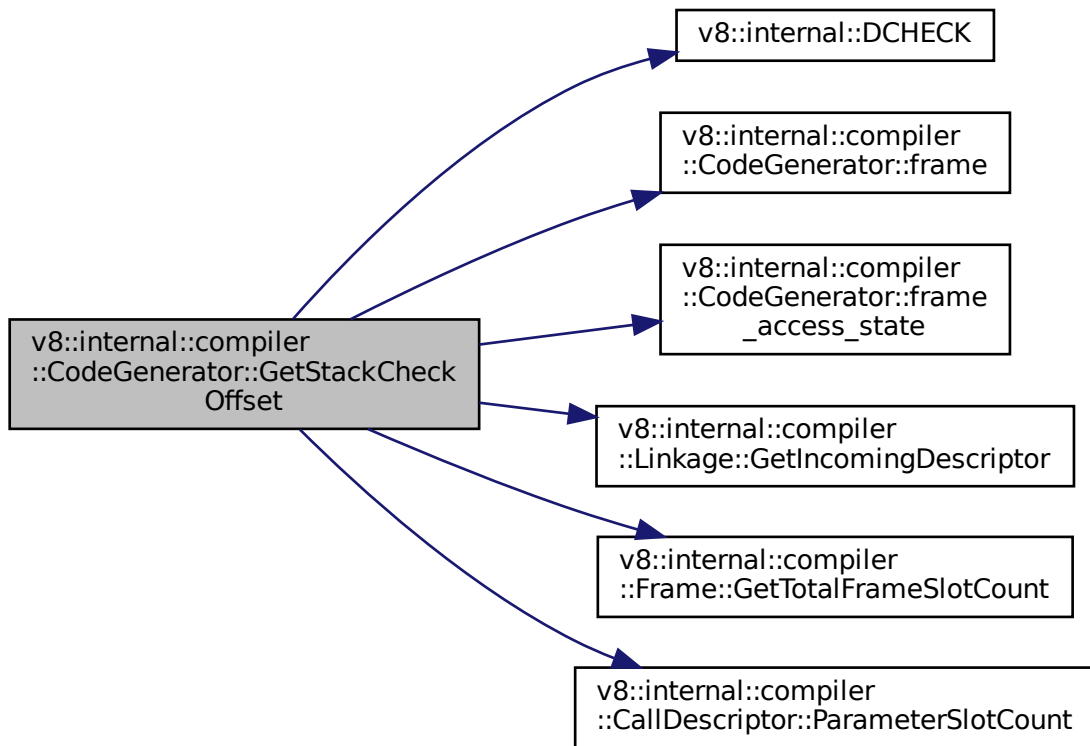 v8::internal::DCHECK
v8::internal::compiler
::CodeGenerator::frame
v8::internal::compiler
::CodeGenerator::frame
_access_state
v8::internal::compiler
::CodeGenerator::GetStackCheck
Offset
v8::internal::compiler
::Linkage::GetIncomingDescriptor
v8::internal::compiler
::Frame::GetTotalFrameSlotCount
v8::internal::compiler
::CallDescriptor::ParameterSlotCount